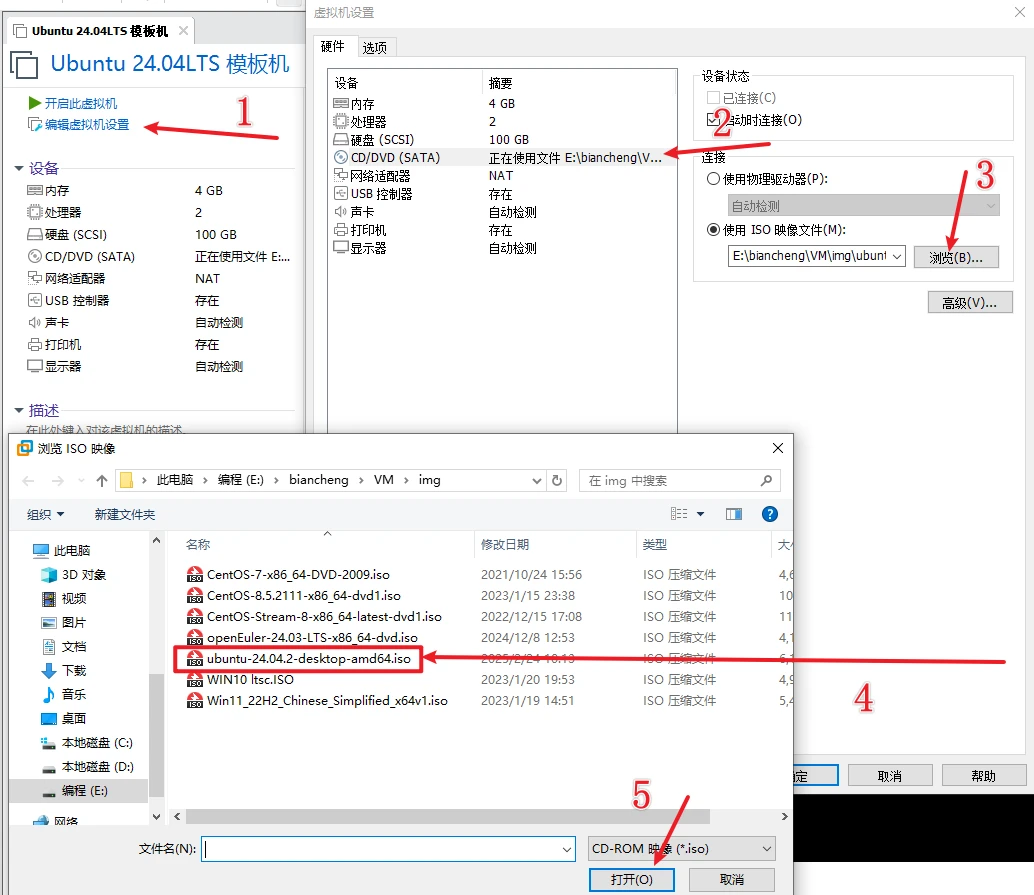 Ubuntu 24.04LTS 模板机
Ubuntu 24.04LTS 模板机
开启此虚拟机
编辑虚拟机设置
1
设备
内存 4 GB
处理器 2
硬盘 (SCSI) 100 GB
CD/DVD (SATA) 正在使用文件 E:...
网络适配器 NAT
USB 控制器 存在
声卡 自动检测
打印机 存在
显示器 自动检测
描述
在此处键入对该虚拟机的描述。
虚拟机设置
硬件 选项
设备 摘要
内存 4 GB
处理器 2
硬盘 (SCSI) 100 GB
CD/DVD (SATA) 正在使用文件 E:\biancheng\V...
网络适配器 NAT
USB 控制器 存在
声卡 自动检测
打印机 存在
显示器 自动检测
2
设备状态
已连接(C)
启动时连接(O)
连接
3
使用物理驱动器(P):
自动检测
使用 ISO 映像文件(M):
E:\biancheng\VM\img\ubunt 浏览(B)...
高级(V)...
定 取消 帮助
浏览 ISO 映像
此电脑 编程 (E:) biancheng VM img 在 img 中搜索
组织 新建文件夹
此电脑
3D 对象
视频
图片
文档
下载
音乐
桌面
本地磁盘 (C:)
本地磁盘 (D:)
编程 (E:)
网络
名称 修改日期 类型
CentOS-7-x86_64-DVD-2009.iso 2021/10/24 15:56 ISO 压缩文件 4,6
CentOS-8.5.2111-x86_64-dvd1.iso 2023/1/15 23:38 ISO 压缩文件 10
CentOS-Stream-8-x86_64-latest-dvd1.iso 2022/12/15 17:08 ISO 压缩文件 11
openEuler-24.03-LTS-x86_64-dvd.iso 2024/12/8 12:53 ISO 压缩文件 4,1
ubuntu-24.04.2-desktop-amd64.iso 2025/2/24 10:13 ISO 压缩文件 6,1
WIN10 ltsc.ISO 2023/1/20 19:53 ISO 压缩文件 4,9
Win11_22H2_Chinese_Simplified_x64v1.iso 2023/1/19 14:51 ISO 压缩文件 5,4
4
5
文件名(N): CD-ROM 映像 (*.iso)
打开(O) 取消